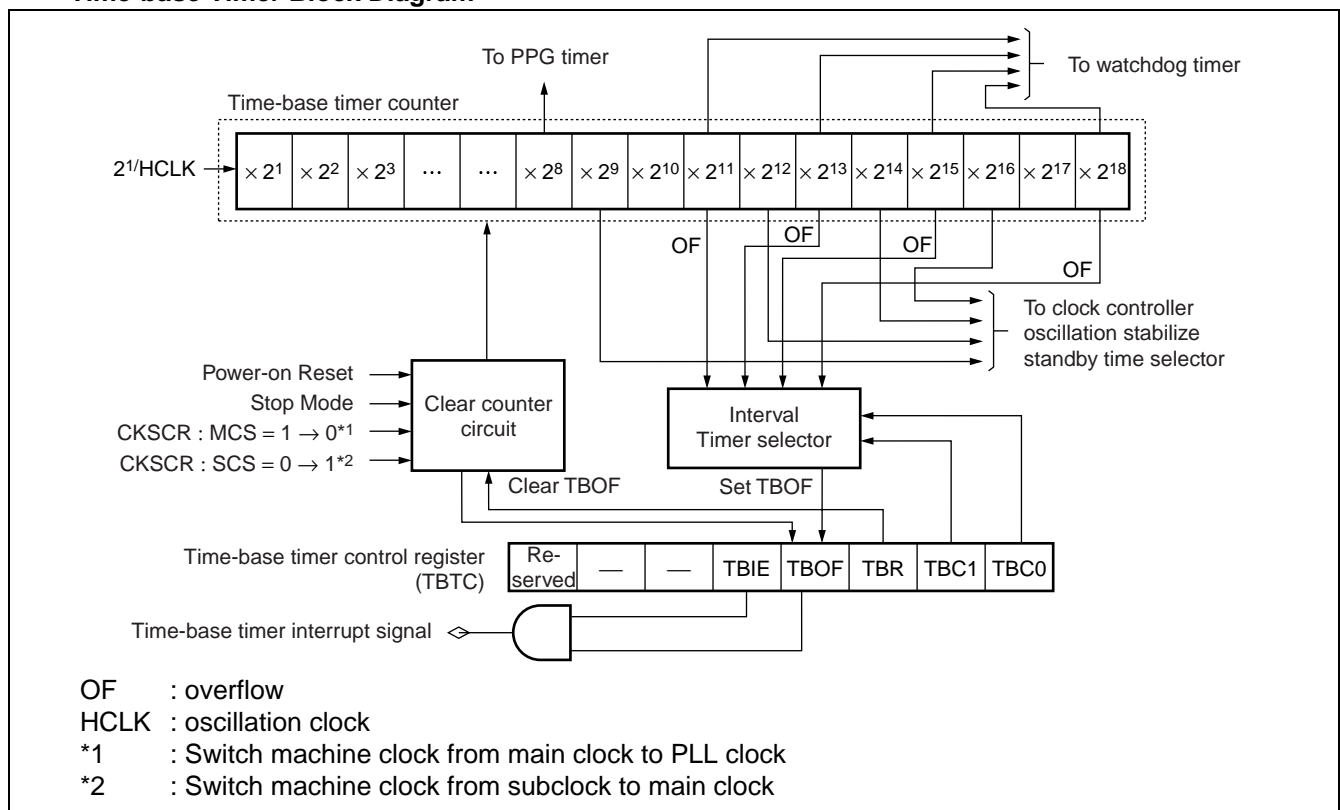 To PPG timer
To watchdog timer
Time-base timer counter
2¹/HCLK
× 2¹ × 2² × 2³ ... ... × 2⁸ × 2⁹ × 2¹⁰ × 2¹¹ × 2¹² × 2¹³ × 2¹⁴ × 2¹⁵ × 2¹⁶ × 2¹⁷ × 2¹⁸
OF OF OF OF
To clock controller
oscillation stabilize
standby time selector
Power-on Reset
Stop Mode
CKSCR : MCS = 1 → 0*1
CKSCR : SCS = 0 → 1*2
Clear counter
circuit
Interval
Timer selector
Clear TBOF
Set TBOF
Time-base timer control register
(TBTC)
Re-
served — — TBIE TBOF TBR TBC1 TBC0
Time-base timer interrupt signal
OF : overflow
HCLK : oscillation clock
*1 : Switch machine clock from main clock to PLL clock
*2 : Switch machine clock from subclock to main clock